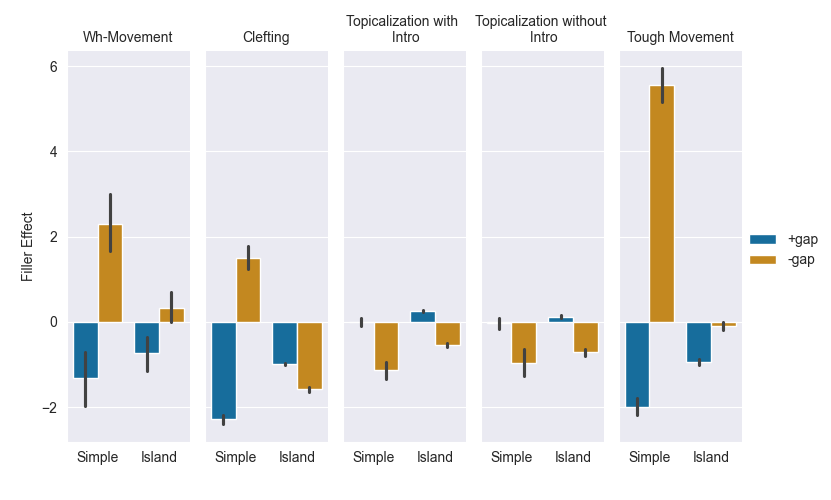 Wh-Movement
Clefting
Topicalization with
Intro
Topicalization without
Intro
Tough Movement
Filler Effect
6
4
2
0
−2
Simple Island
Simple Island
Simple Island
Simple Island
Simple Island
+gap
-gap